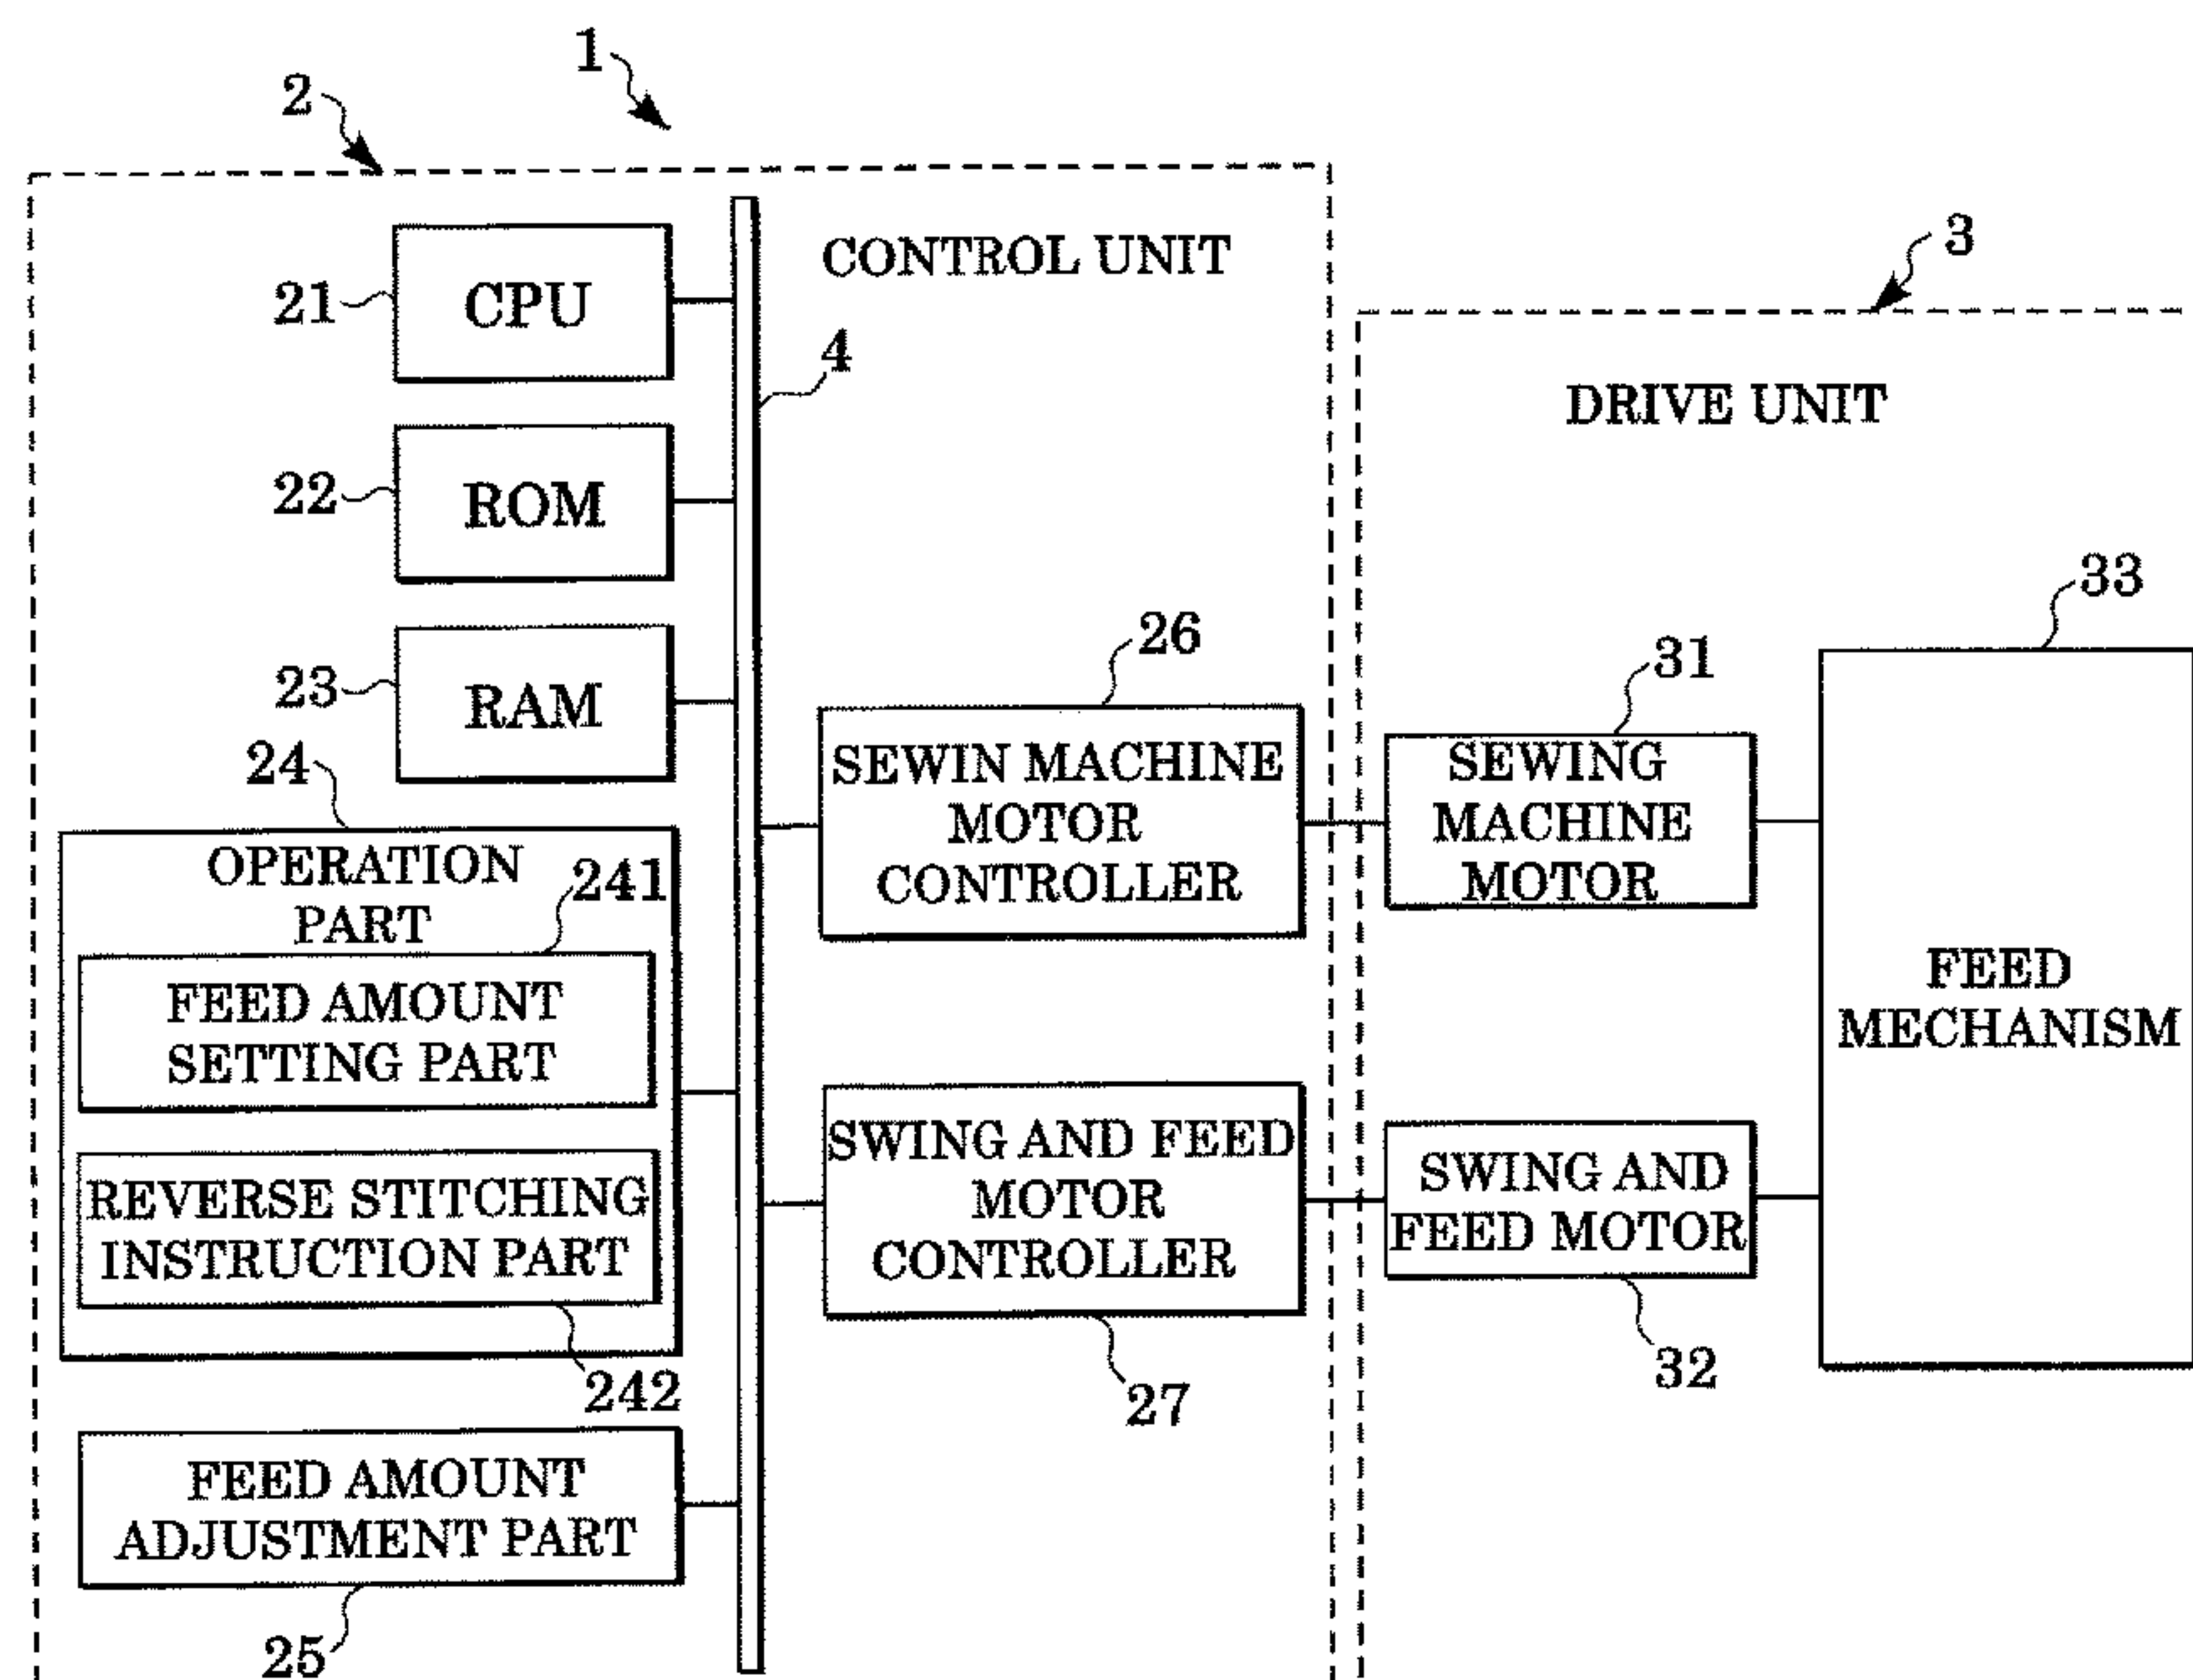 1
2
CONTROL UNIT
3
DRIVE UNIT
21
CPU
4
22
ROM
23
RAM
24
OPERATION
PART
241
FEED AMOUNT
SETTING PART
REVERSE STITCHING
INSTRUCTION PART
242
FEED AMOUNT
ADJUSTMENT PART
25
26
SEWIN MACHINE
MOTOR
CONTROLLER
SWING AND FEED
MOTOR
CONTROLLER
27
31
SEWING
MACHINE
MOTOR
SWING AND
FEED MOTOR
32
33
FEED
MECHANISM